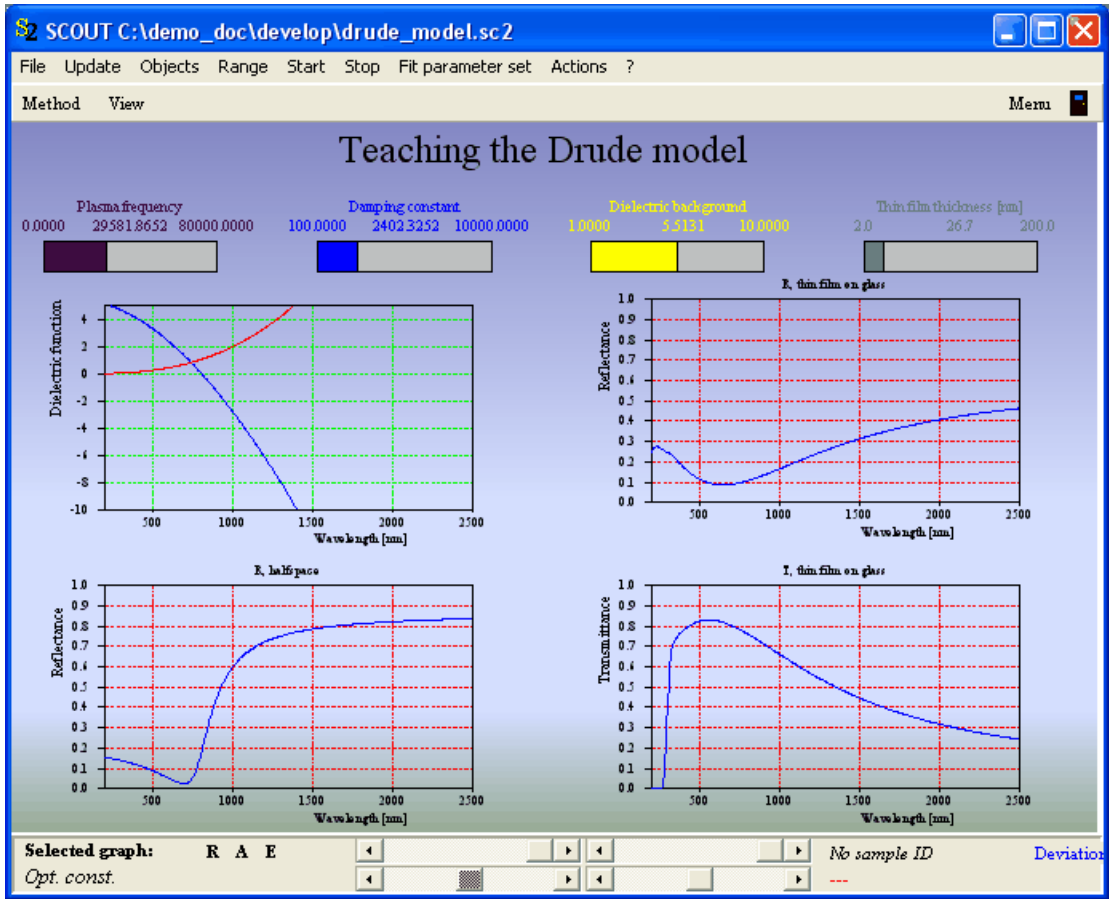 SCOUT C:\demo_doc\develop\drude_model.sc2
File Update Objects Range Start Stop Fit parameter set Actions ?
Method View Menu
Teaching the Drude model
Plasma frequency
0.0000 29581.8652 80000.0000
Damping constant
100.0000 2402.3252 10000.0000
Dielectric background
1.0000 5.5131 10.0000
Thin film thickness [nm]
2.0 26.7 200.0
Dielectric function
4
2
0
-2
-4
-6
-8
-10
500 1000 1500 2000 2500
Wavelength [nm]
R, thin film on glass
Reflectance
1.0
0.9
0.8
0.7
0.6
0.5
0.4
0.3
0.2
0.1
0.0
500 1000 1500 2000 2500
Wavelength [nm]
R, halfspace
Reflectance
1.0
0.9
0.8
0.7
0.6
0.5
0.4
0.3
0.2
0.1
0.0
500 1000 1500 2000 2500
Wavelength [nm]
T, thin film on glass
Transmittance
1.0
0.9
0.8
0.7
0.6
0.5
0.4
0.3
0.2
0.1
0.0
500 1000 1500 2000 2500
Wavelength [nm]
Selected graph: R A E
Opt. const.
No sample ID
---
Deviation